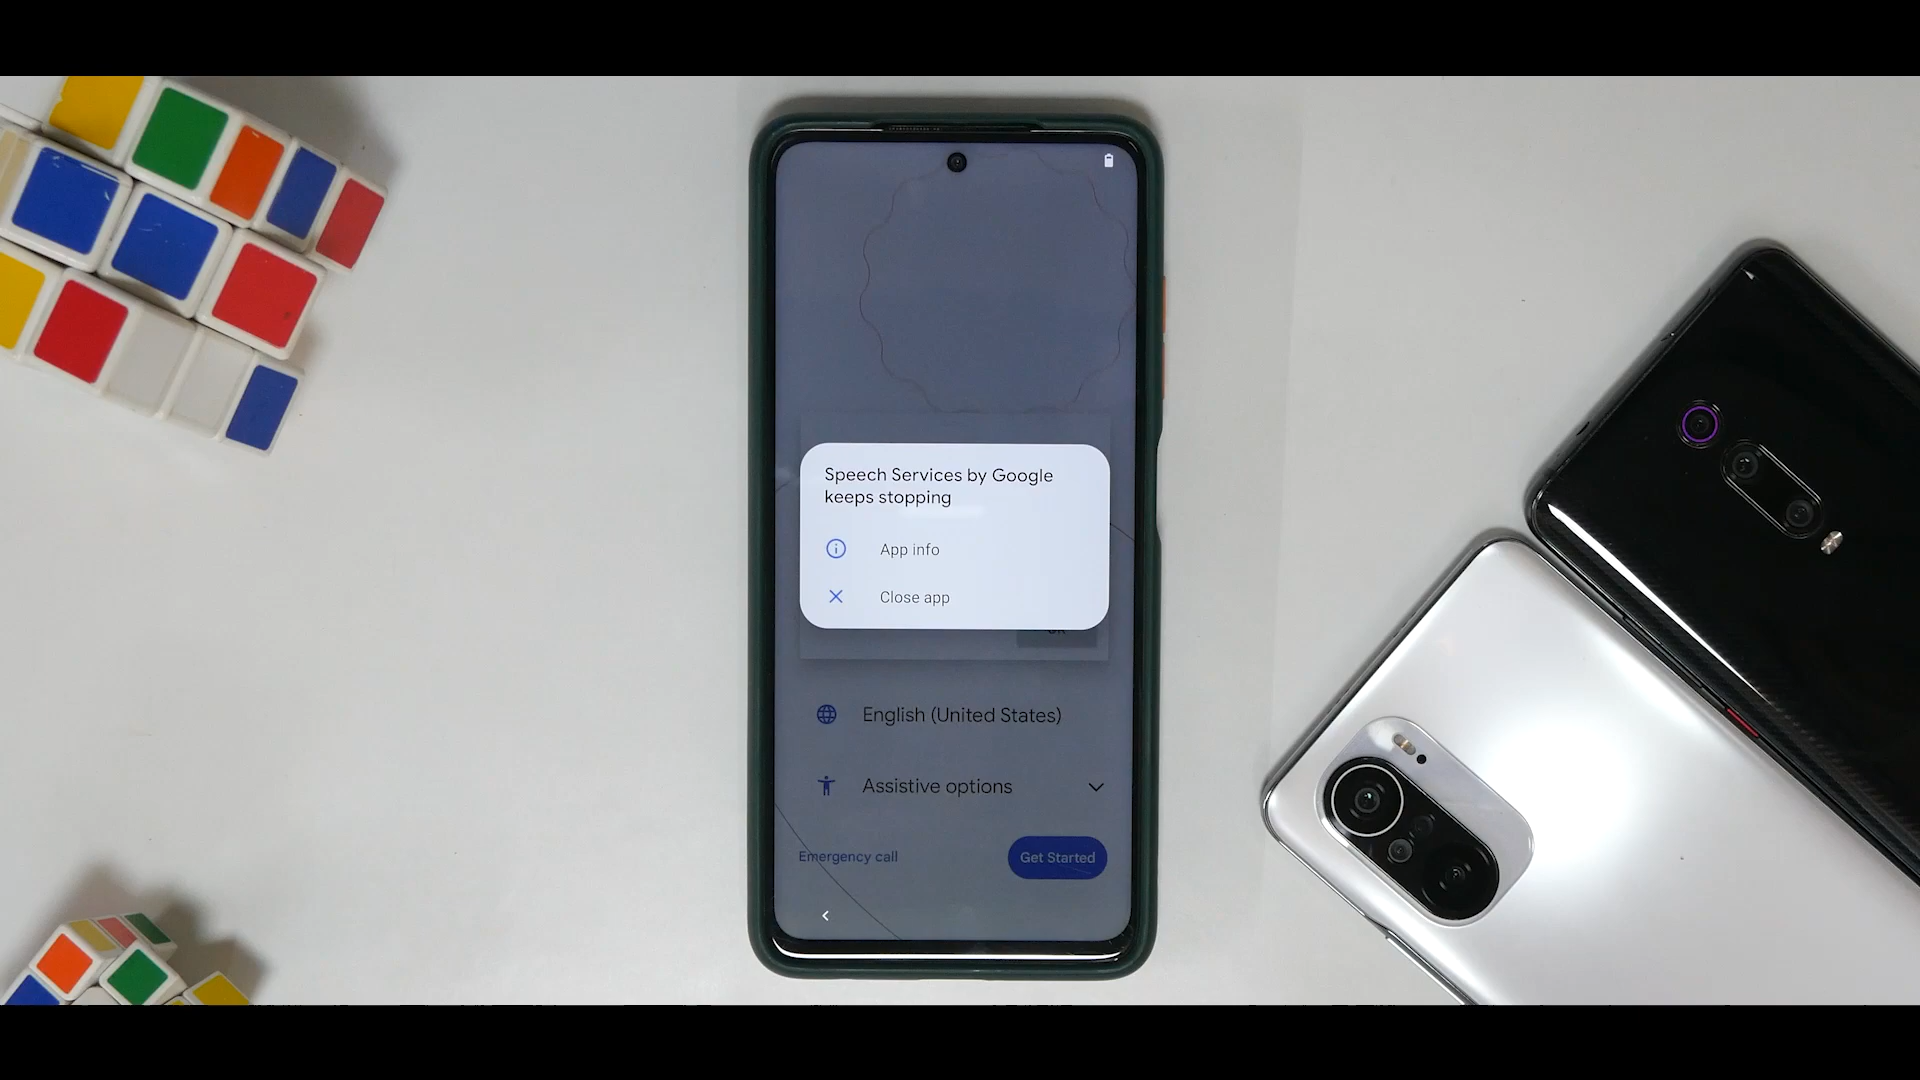 Speech Services by Google
keeps stopping
App info
Close app
English (United States)
Assistive options
Emergency call
Get Started